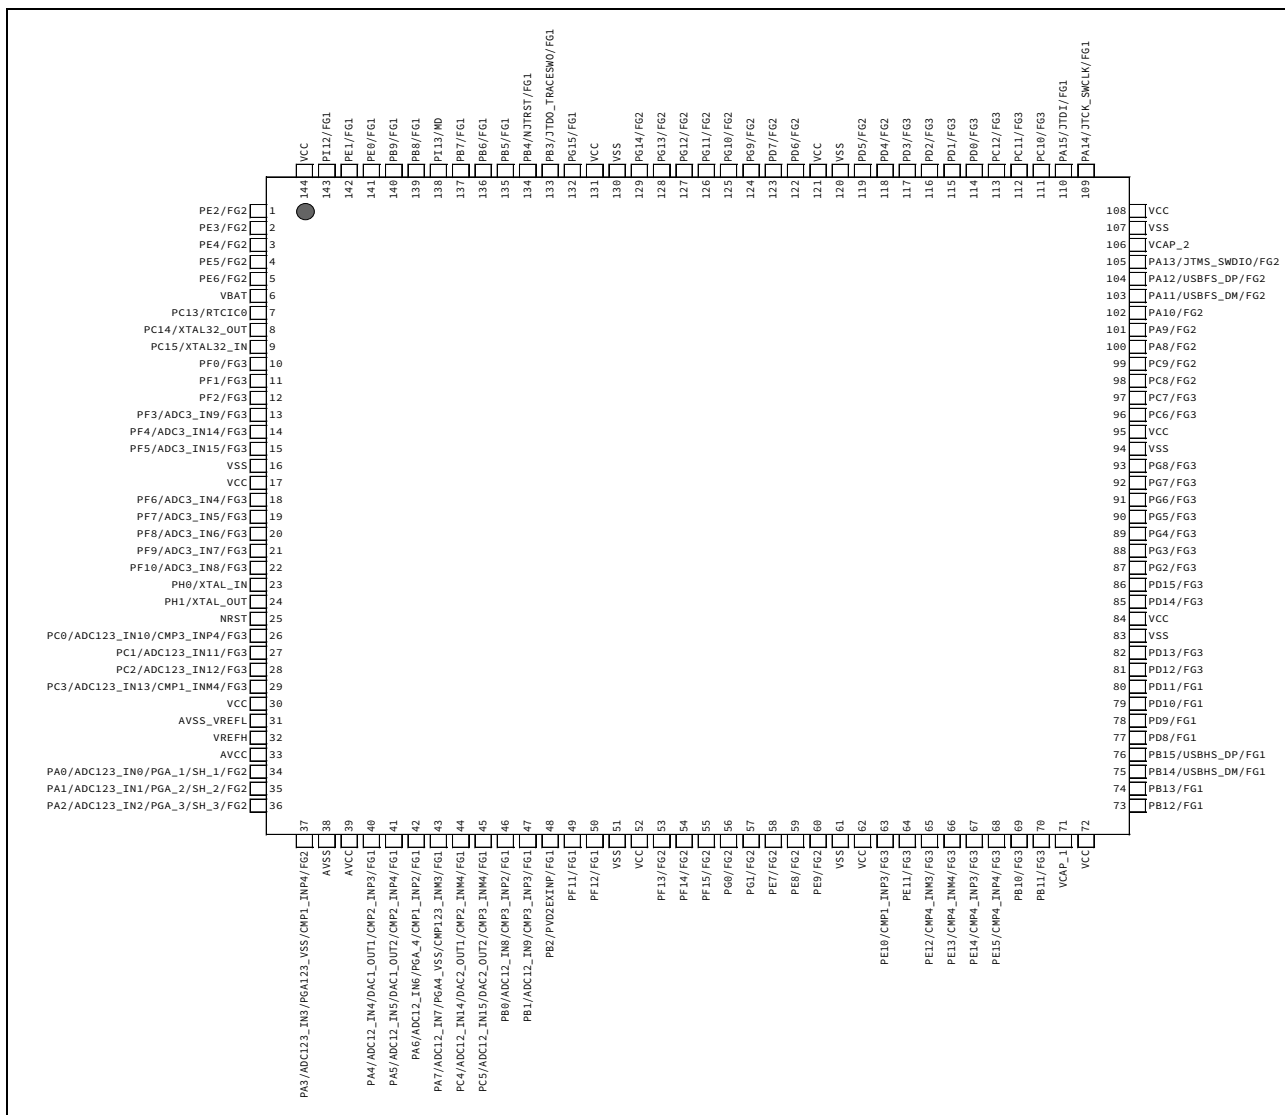 VCC
PI12/FG1
PE1/FG1
PE0/FG1
PB9/FG1
PB8/FG1
PI13/MD
PB7/FG1
PB6/FG1
PB5/FG1
PB4/NJTRST/FG1
PB3/JTDO_TRACESWO/FG1
PG15/FG1
VCC
VSS
PG14/FG2
PG13/FG2
PG12/FG2
PG11/FG2
PG10/FG2
PG9/FG2
PD7/FG2
PD6/FG2
VCC
VSS
PD5/FG2
PD4/FG2
PD3/FG3
PD2/FG3
PD1/FG3
PD0/FG3
PC12/FG3
PC11/FG3
PC10/FG3
PA15/JTDI/FG1
PA14/JTCK_SWCLK/FG1
144
143
142
141
140
139
138
137
136
135
134
133
132
131
130
129
128
127
126
125
124
123
122
121
120
119
118
117
116
115
114
113
112
111
110
109
PE2/FG2 1
PE3/FG2 2
PE4/FG2 3
PE5/FG2 4
PE6/FG2 5
VBAT 6
PC13/RTCIC0 7
PC14/XTAL32_OUT 8
PC15/XTAL32_IN 9
PF0/FG3 10
PF1/FG3 11
PF2/FG3 12
PF3/ADC3_IN9/FG3 13
PF4/ADC3_IN14/FG3 14
PF5/ADC3_IN15/FG3 15
VSS 16
VCC 17
PF6/ADC3_IN4/FG3 18
PF7/ADC3_IN5/FG3 19
PF8/ADC3_IN6/FG3 20
PF9/ADC3_IN7/FG3 21
PF10/ADC3_IN8/FG3 22
PH0/XTAL_IN 23
PH1/XTAL_OUT 24
NRST 25
PC0/ADC123_IN10/CMP3_INP4/FG3 26
PC1/ADC123_IN11/FG3 27
PC2/ADC123_IN12/FG3 28
PC3/ADC123_IN13/CMP1_INM4/FG3 29
VCC 30
AVSS_VREFL 31
VREFH 32
AVCC 33
PA0/ADC123_IN0/PGA_1/SH_1/FG2 34
PA1/ADC123_IN1/PGA_2/SH_2/FG2 35
PA2/ADC123_IN2/PGA_3/SH_3/FG2 36
108 VCC
107 VSS
106 VCAP_2
105 PA13/JTMS_SWDIO/FG2
104 PA12/USBFS_DP/FG2
103 PA11/USBFS_DM/FG2
102 PA10/FG2
101 PA9/FG2
100 PA8/FG2
99 PC9/FG2
98 PC8/FG2
97 PC7/FG3
96 PC6/FG3
95 VCC
94 VSS
93 PG8/FG3
92 PG7/FG3
91 PG6/FG3
90 PG5/FG3
89 PG4/FG3
88 PG3/FG3
87 PG2/FG3
86 PD15/FG3
85 PD14/FG3
84 VCC
83 VSS
82 PD13/FG3
81 PD12/FG3
80 PD11/FG1
79 PD10/FG1
78 PD9/FG1
77 PD8/FG1
76 PB15/USBHS_DP/FG1
75 PB14/USBHS_DM/FG1
74 PB13/FG1
73 PB12/FG1
37
38
39
40
41
42
43
44
45
46
47
48
49
50
51
52
53
54
55
56
57
58
59
60
61
62
63
64
65
66
67
68
69
70
71
72
PA3/ADC123_IN3/PGA123_VSS/CMP1_INP4/FG2
AVSS
AVCC
PA4/ADC12_IN4/DAC1_OUT1/CMP2_INP3/FG1
PA5/ADC12_IN5/DAC1_OUT2/CMP2_INP4/FG1
PA6/ADC12_IN6/PGA_4/CMP1_INP2/FG1
PA7/ADC12_IN7/PGA4_VSS/CMP123_INM3/FG1
PC4/ADC12_IN14/DAC2_OUT1/CMP2_INM4/FG1
PC5/ADC12_IN15/DAC2_OUT2/CMP3_INM4/FG1
PB0/ADC12_IN8/CMP3_INP2/FG1
PB1/ADC12_IN9/CMP3_INP3/FG1
PB2/PVD2EXINP/FG1
PF11/FG1
PF12/FG1
VSS
VCC
PF13/FG2
PF14/FG2
PF15/FG2
PG0/FG2
PG1/FG2
PE7/FG2
PE8/FG2
PE9/FG2
VSS
VCC
PE10/CMP1_INP3/FG3
PE11/FG3
PE12/CMP4_INM3/FG3
PE13/CMP4_INM4/FG3
PE14/CMP4_INP3/FG3
PE15/CMP4_INP4/FG3
PB10/FG3
PB11/FG3
VCAP_1
VCC